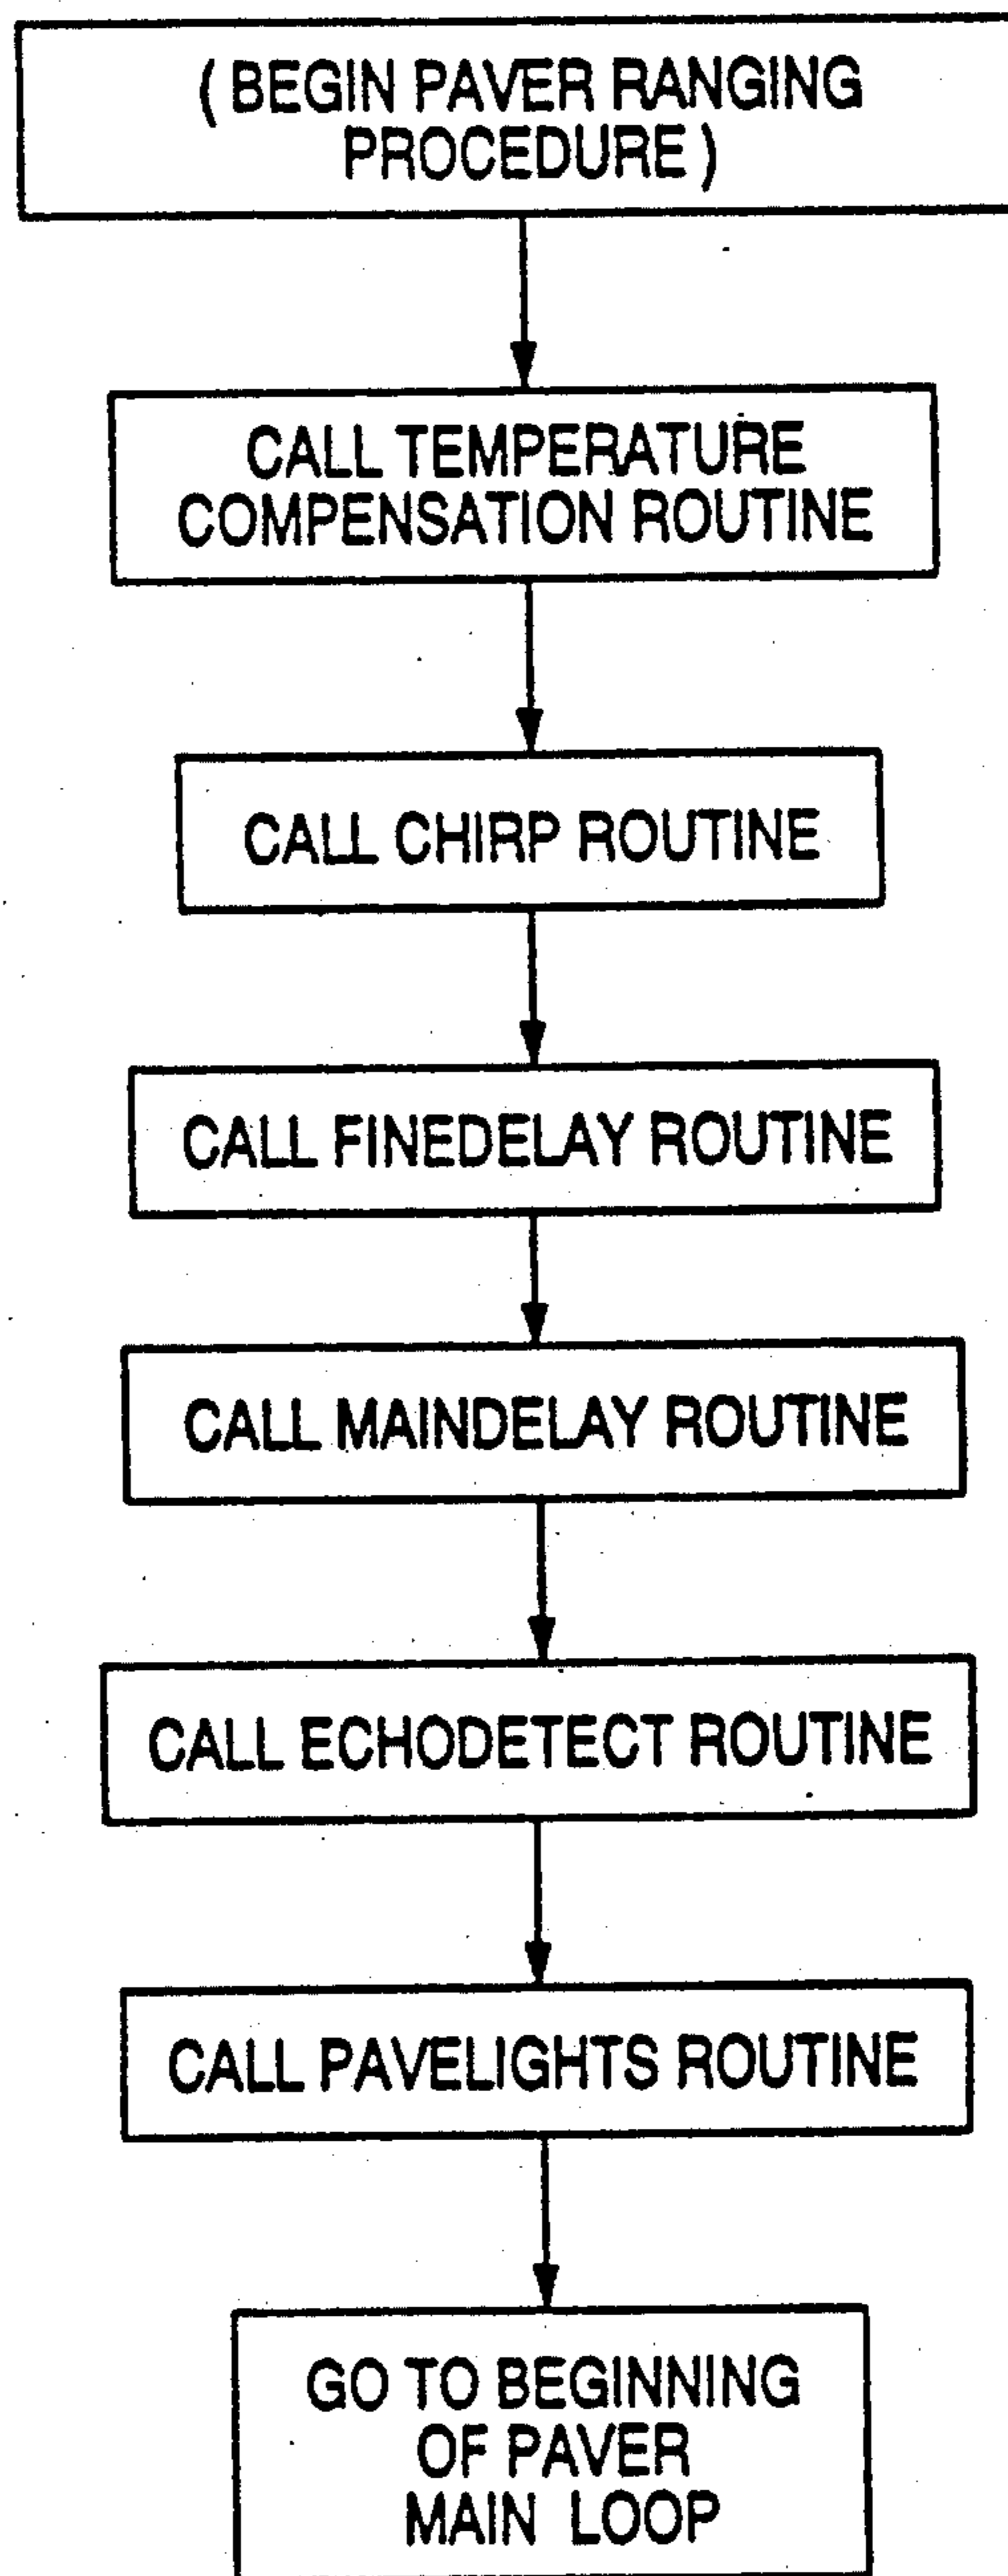 ( BEGIN PAVER RANGING
PROCEDURE )
CALL TEMPERATURE
COMPENSATION ROUTINE
CALL CHIRP ROUTINE
CALL FINEDELAY ROUTINE
CALL MAINDELAY ROUTINE
CALL ECHODETECT ROUTINE
CALL PAVELIGHTS ROUTINE
GO TO BEGINNING
OF PAVER
MAIN LOOP